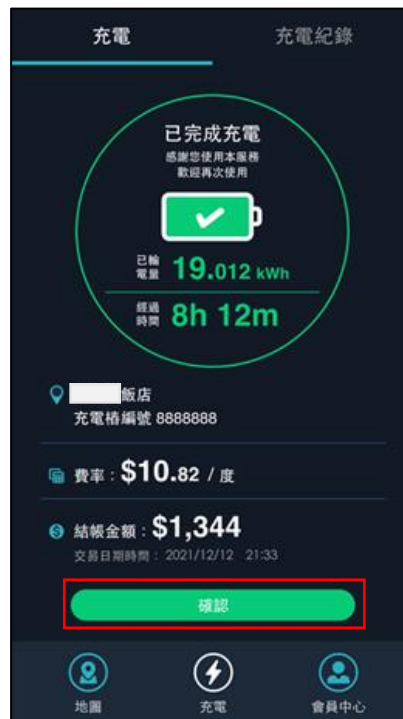 充電 充電紀錄
已完成充電
感謝您使用本服務
歡迎再次使用
已輸電量 19.012 kWh
經過時間 8h 12m
飯店
充電樁編號 8888888
費率：$10.82 / 度
結帳金額：$1,344
交易日期時間： 2021/12/12 21:33
確認
地圖 充電 會員中心